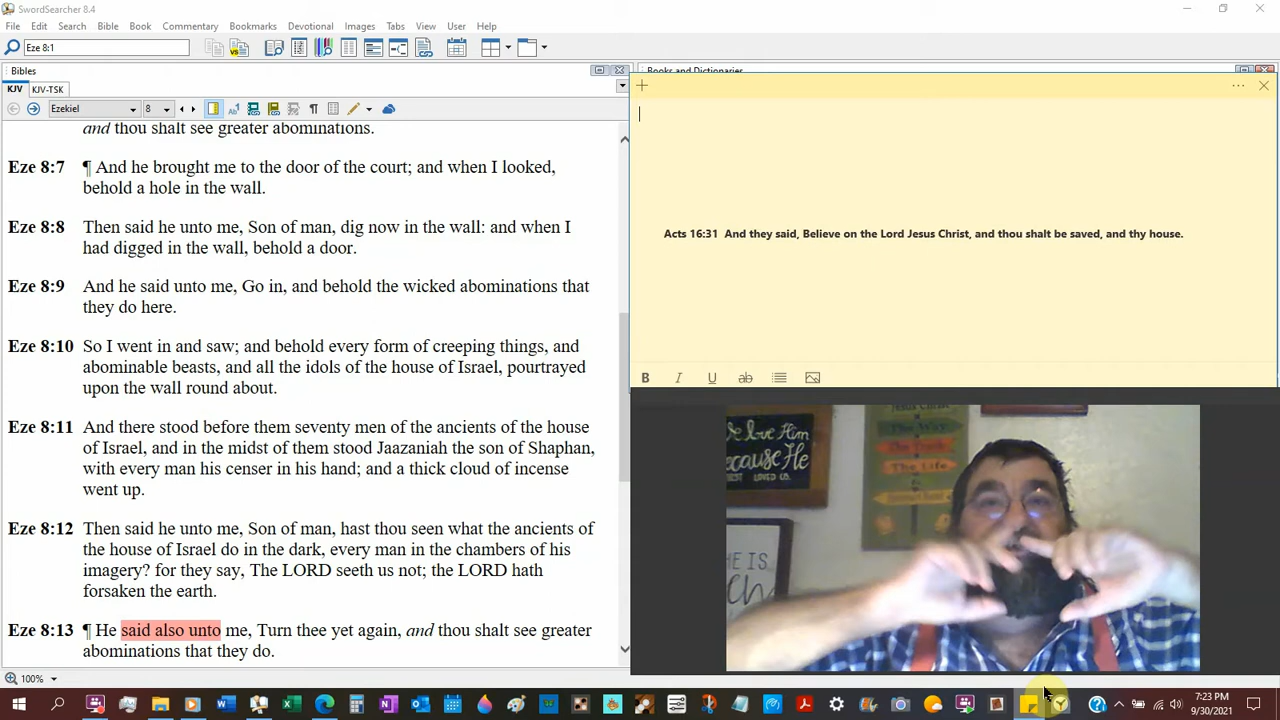 SwordSearcher 8.4
File Edit Search Bible Book Commentary Bookmarks Devotional Images Tabs View User Help
Eze 8:1
Bibles
Books and Dictionaries
KJV KJV-TSK
Ezekiel 8
and thou shalt see greater abominations.
Eze 8:7 ¶ And he brought me to the door of the court; and when I looked,
behold a hole in the wall.
Eze 8:8 Then said he unto me, Son of man, dig now in the wall: and when I
had digged in the wall, behold a door.
Eze 8:9 And he said unto me, Go in, and behold the wicked abominations that
they do here.
Eze 8:10 So I went in and saw; and behold every form of creeping things, and
abominable beasts, and all the idols of the house of Israel, pourtrayed
upon the wall round about.
Eze 8:11 And there stood before them seventy men of the ancients of the house
of Israel, and in the midst of them stood Jaazaniah the son of Shaphan,
with every man his censer in his hand; and a thick cloud of incense
went up.
Eze 8:12 Then said he unto me, Son of man, hast thou seen what the ancients of
the house of Israel do in the dark, every man in the chambers of his
imagery? for they say, The LORD seeth us not; the LORD hath
forsaken the earth.
Eze 8:13 ¶ He said also unto me, Turn thee yet again, and thou shalt see greater
abominations that they do.
100%
Acts 16:31 And they said, Believe on the Lord Jesus Christ, and thou shalt be saved, and thy house.
B I U ab
We love Him
because He
FIRST LOVED US.
Jesus Christ
The Way
The Truth
The Life
HE IS
7:23 PM
9/30/2021